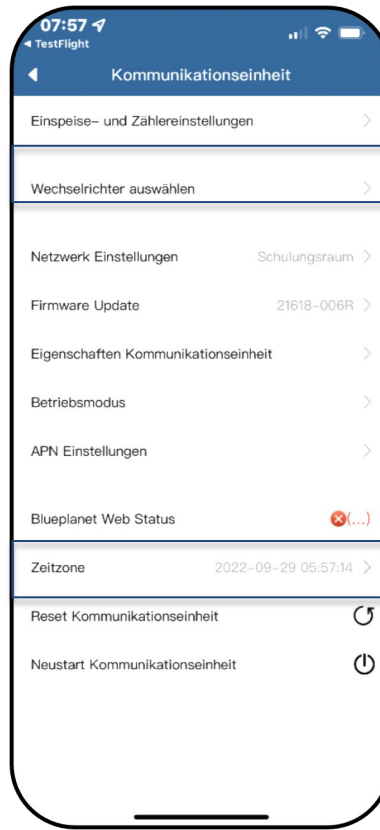 07:57
TestFlight
Kommunikationseinheit
Einspeise- und Zählereinstellungen
Wechselrichter auswählen
Netzwerk Einstellungen Schulungsraum
Firmware Update 21618-006R
Eigenschaften Kommunikationseinheit
Betriebsmodus
APN Einstellungen
Blueplanet Web Status (...)
Zeitzone 2022-09-29 05:57:14
Reset Kommunikationseinheit
Neustart Kommunikationseinheit